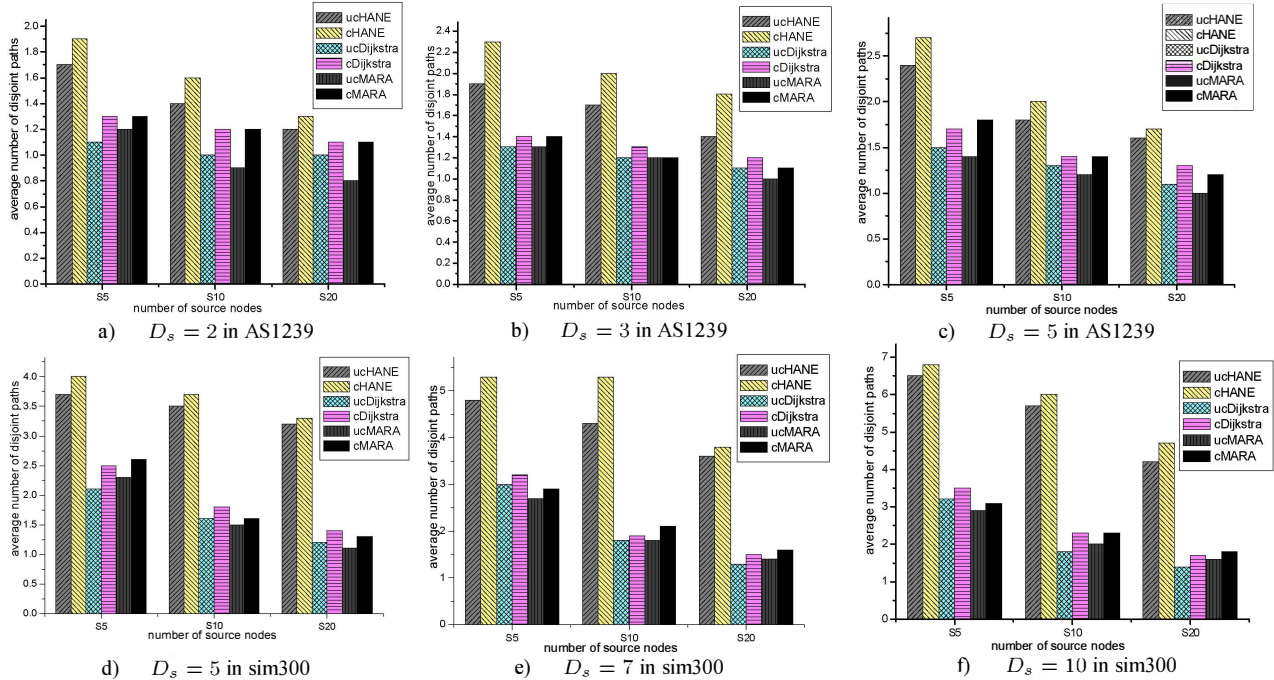 average number of disjoint paths
2.0
1.8
1.6
1.4
1.2
1.0
0.8
0.6
0.4
0.2
0.0
S5
S10
S20
number of source nodes
ucHANE
cHANE
ucDijkstra
cDijkstra
ucMARA
cMARA
a) D_s = 2 in AS1239
average number of disjoint paths
2.4
2.2
2.0
1.8
1.6
1.4
1.2
1.0
0.8
0.6
0.4
0.2
0.0
S5
S10
S20
number of source nodes
ucHANE
cHANE
ucDijkstra
cDijkstra
ucMARA
cMARA
b) D_s = 3 in AS1239
average number of disjoint paths
2.5
2.0
1.5
1.0
0.5
0.0
S5
S10
S20
number of source nodes
ucHANE
cHANE
ucDijkstra
cDijkstra
ucMARA
cMARA
c) D_s = 5 in AS1239
average number of disjoint paths
4.0
3.5
3.0
2.5
2.0
1.5
1.0
0.5
0.0
S5
S10
S20
number of source nodes
ucHANE
cHANE
ucDijkstra
cDijkstra
ucMARA
cMARA
d) D_s = 5 in sim300
average number of disjoint paths
5
4
3
2
1
0
S5
S10
S20
number of source nodes
ucHANE
cHANE
ucDijkstra
cDijkstra
ucMARA
cMARA
e) D_s = 7 in sim300
average number of disjoint paths
7
6
5
4
3
2
1
0
S5
S10
S20
number of source nodes
ucHANE
cHANE
ucDijkstra
cDijkstra
ucMARA
cMARA
f) D_s = 10 in sim300